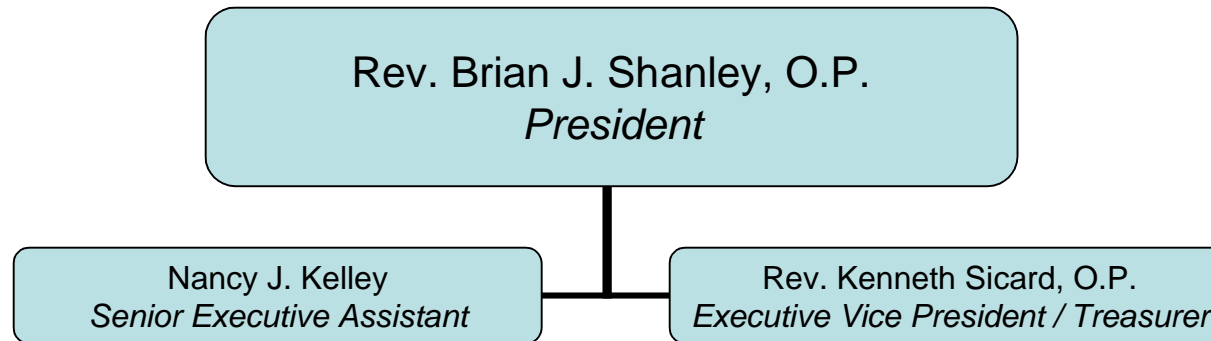 Rev. Brian J. Shanley, O.P.
President
Nancy J. Kelley
Senior Executive Assistant
Rev. Kenneth Sicard, O.P.
Executive Vice President / Treasurer